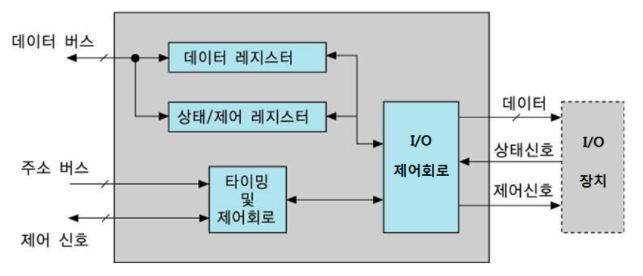 데이터 버스
데이터 레지스터
상태/제어 레지스터
주소 버스
제어 신호
타이밍
및
제어회로
I/O
제어회로
데이터
상태신호
제어신호
I/O
장치